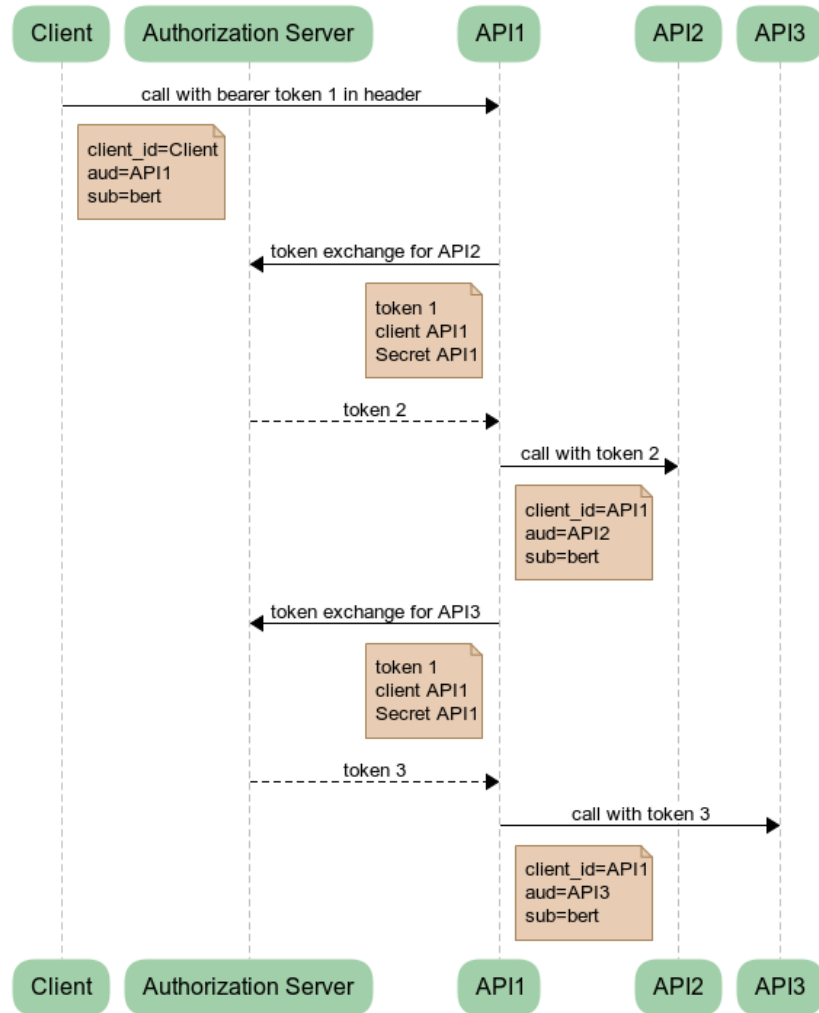 Client Authorization Server API1 API2 API3
call with bearer token 1 in header
client_id=Client
aud=API1
sub=bert
token exchange for API2
token 1
client API1
Secret API1
token 2
call with token 2
client_id=API1
aud=API2
sub=bert
token exchange for API3
token 1
client API1
Secret API1
token 3
call with token 3
client_id=API1
aud=API3
sub=bert
Client Authorization Server API1 API2 API3